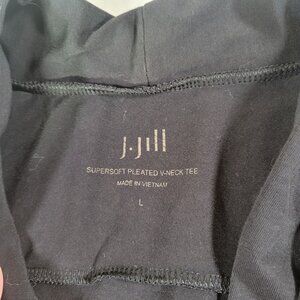 J.Jill
SUPERSOFT PLEATED V-NECK TEE
MADE IN VIETNAM
L